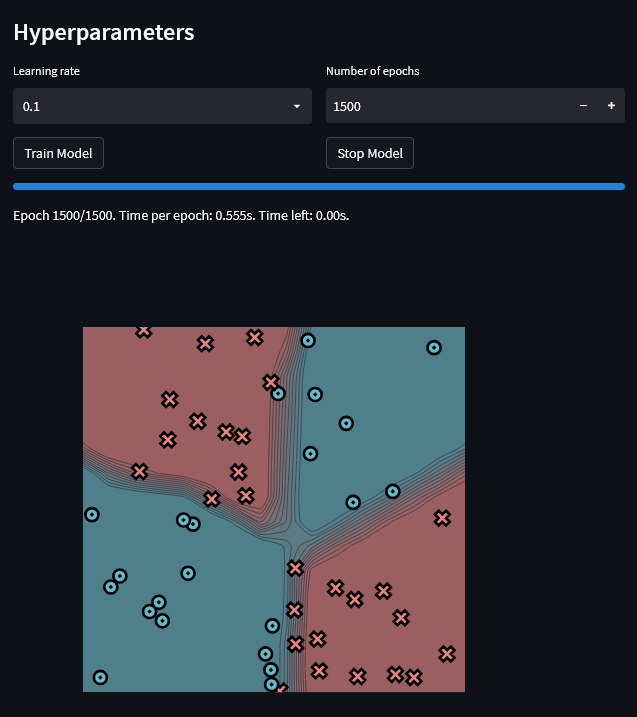 Hyperparameters
Learning rate
Number of epochs
0.1
1500
Train Model
Stop Model
Epoch 1500/1500. Time per epoch: 0.555s. Time left: 0.00s.